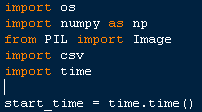 import os
import numpy as np
from PIL import Image
import csv
import time
start_time = time.time()